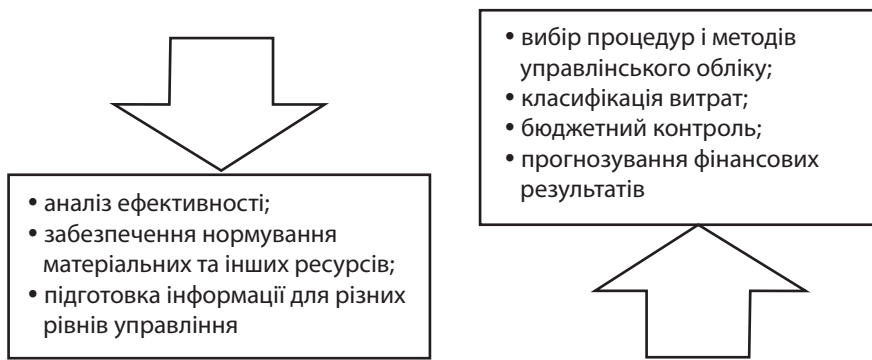 • вибір процедур і методів
управлінського обліку;
• класифікація витрат;
• бюджетний контроль;
• прогнозування фінансових
результатів
• аналіз ефективності;
• забезпечення нормування
матеріальних та інших ресурсів;
• підготовка інформації для різних
рівнів управління